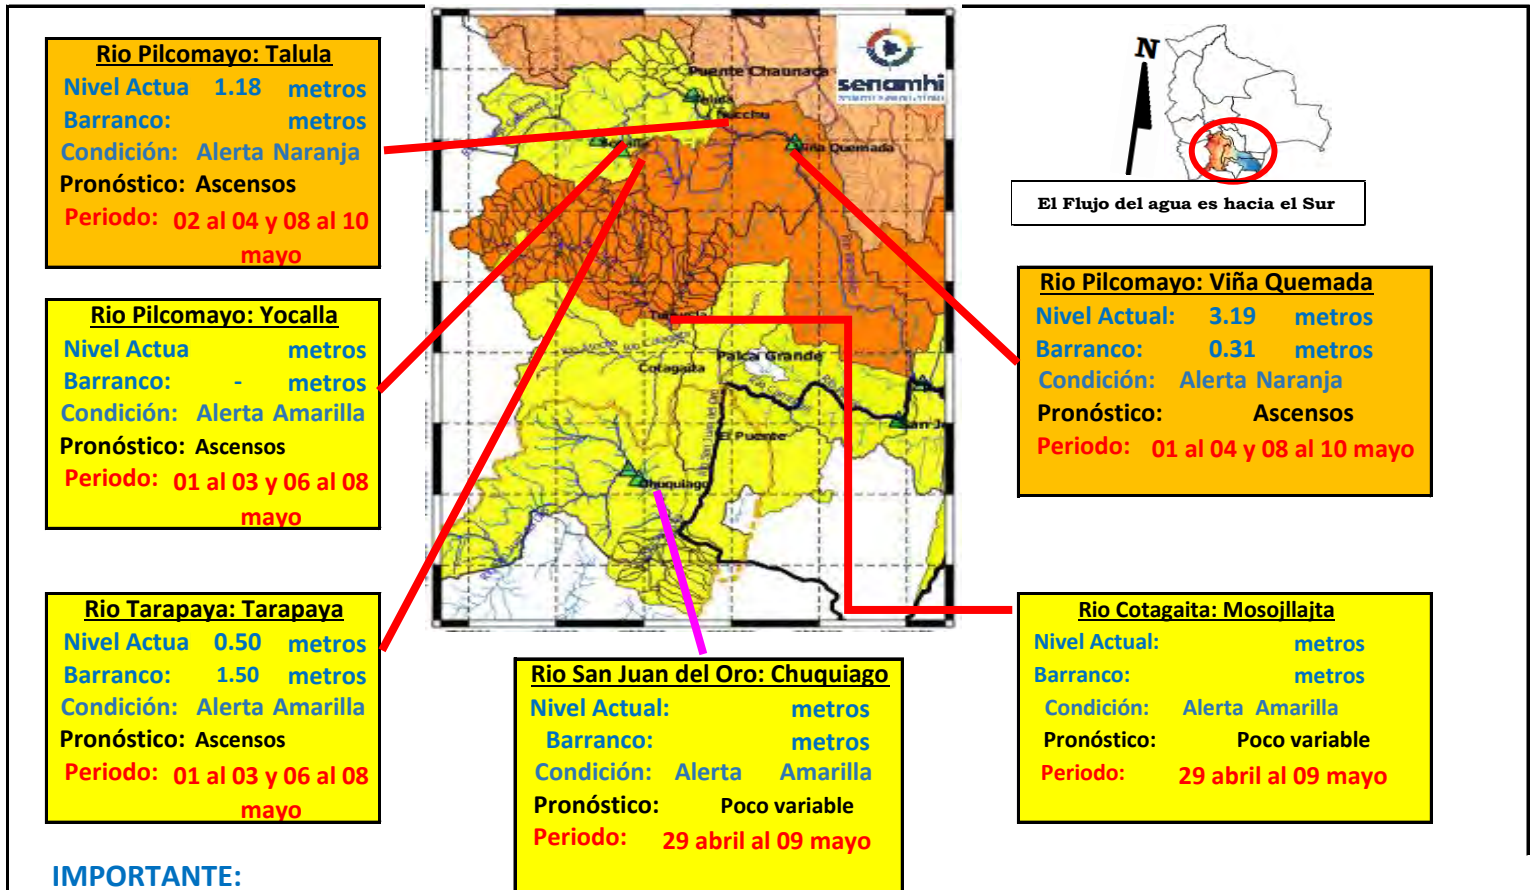 Rio Pilcomayo: Talula
Nivel Actua 1.18 metros
Barranco: metros
Condición: Alerta Naranja
Pronóstico: Ascensos
Periodo: 02 al 04 y 08 al 10
mayo
Rio Pilcomayo: Yocalla
Nivel Actua metros
Barranco: - metros
Condición: Alerta Amarilla
Pronóstico: Ascensos
Periodo: 01 al 03 y 06 al 08
mayo
Rio Tarapaya: Tarapaya
Nivel Actua 0.50 metros
Barranco: 1.50 metros
Condición: Alerta Amarilla
Pronóstico: Ascensos
Periodo: 01 al 03 y 06 al 08
mayo
IMPORTANTE:
senamhi
Puente Chaunaca
Viña Quemada
Palca Grande
Cotagaita
El Puente
Chuquiago
Rio San Juan del Oro: Chuquiago
Nivel Actual: metros
Barranco: metros
Condición: Alerta Amarilla
Pronóstico: Poco variable
Periodo: 29 abril al 09 mayo
N
El Flujo del agua es hacia el Sur
Rio Pilcomayo: Viña Quemada
Nivel Actual: 3.19 metros
Barranco: 0.31 metros
Condición: Alerta Naranja
Pronóstico: Ascensos
Periodo: 01 al 04 y 08 al 10 mayo
Rio Cotagaita: Mosojllajta
Nivel Actual: metros
Barranco: metros
Condición: Alerta Amarilla
Pronóstico: Poco variable
Periodo: 29 abril al 09 mayo